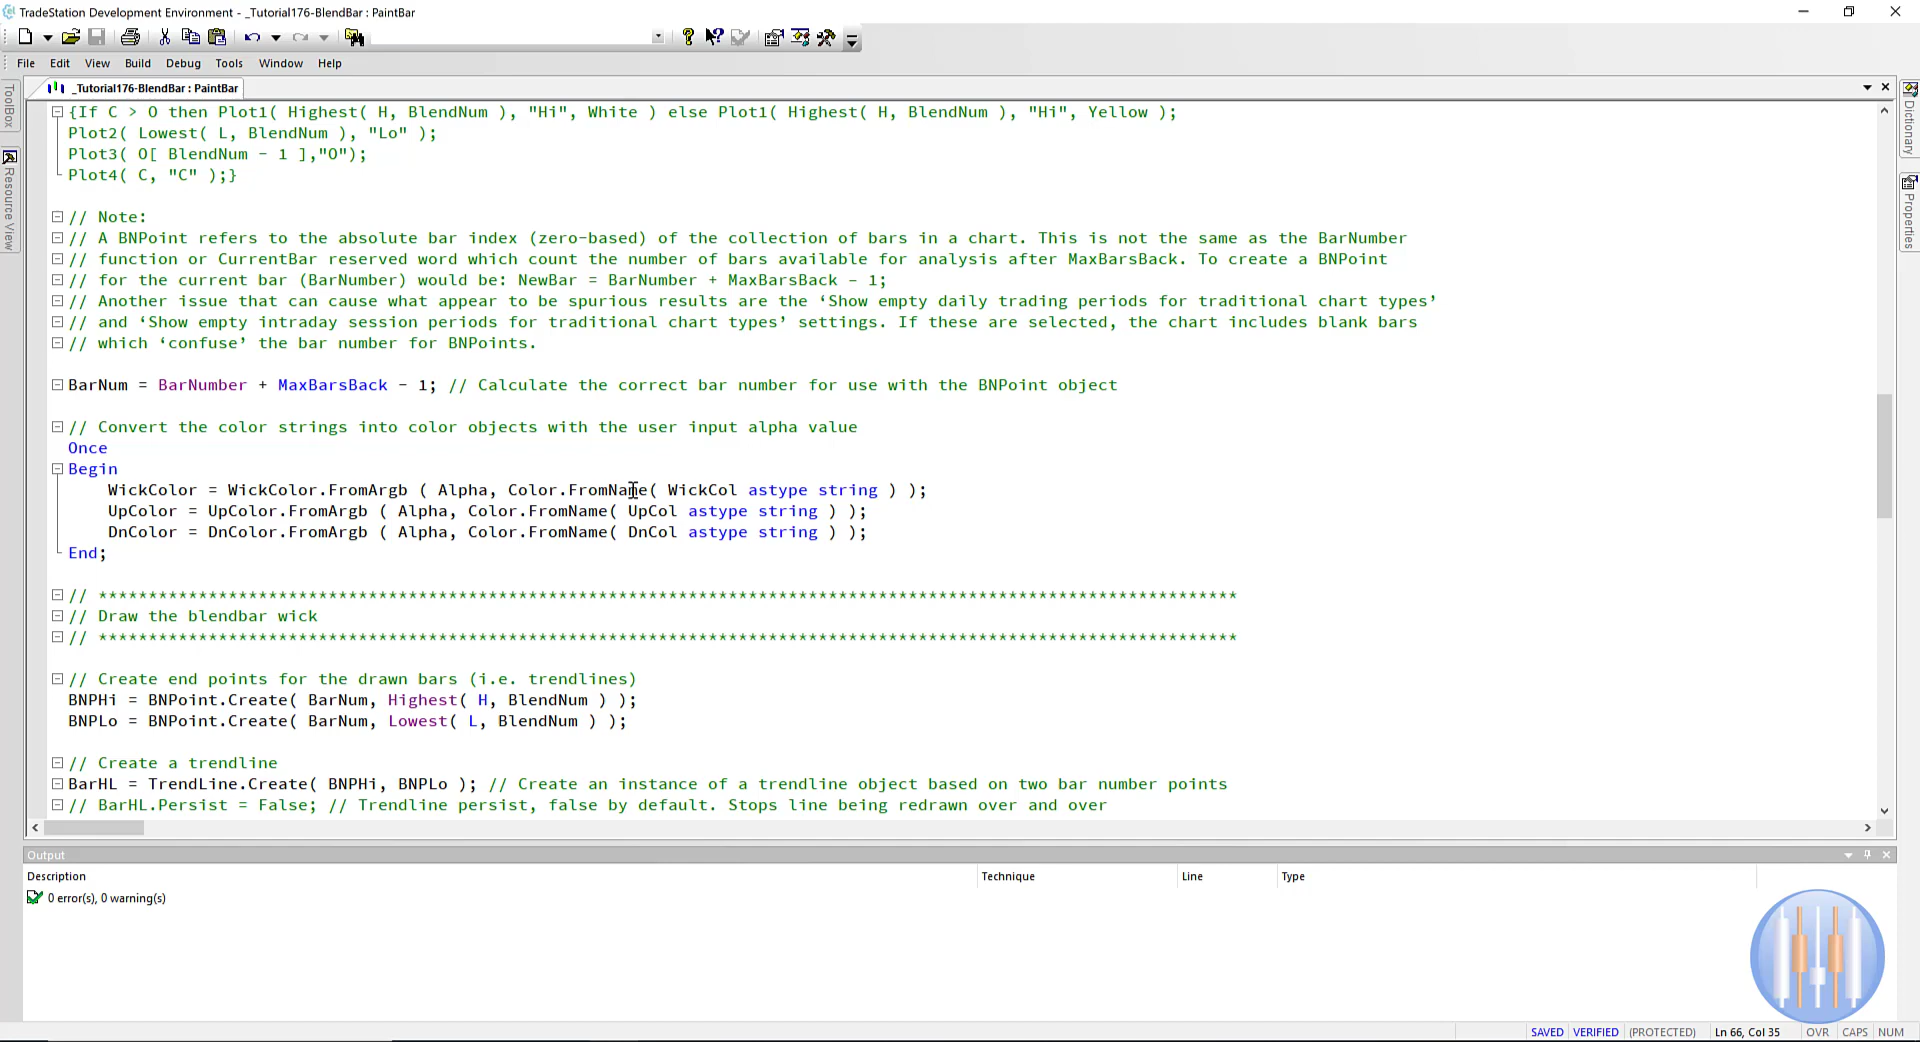 TradeStation Development Environment - _Tutorial176-BlendBar : PaintBar
File Edit View Build Debug Tools Window Help
ToolBox
Resource View
_Tutorial176-BlendBar : PaintBar
Dictionary
Properties
{If C > O then Plot1( Highest( H, BlendNum ), "Hi", White ) else Plot1( Highest( H, BlendNum ), "Hi", Yellow );
Plot2( Lowest( L, BlendNum ), "Lo" );
Plot3( O[ BlendNum - 1 ],"O");
Plot4( C, "C" );}
// Note:
// A BNPoint refers to the absolute bar index (zero-based) of the collection of bars in a chart. This is not the same as the BarNumber
// function or CurrentBar reserved word which count the number of bars available for analysis after MaxBarsBack. To create a BNPoint
// for the current bar (BarNumber) would be: NewBar = BarNumber + MaxBarsBack - 1;
// Another issue that can cause what appear to be spurious results are the ‘Show empty daily trading periods for traditional chart types’
// and ‘Show empty intraday session periods for traditional chart types’ settings. If these are selected, the chart includes blank bars
// which ‘confuse’ the bar number for BNPoints.
BarNum = BarNumber + MaxBarsBack - 1; // Calculate the correct bar number for use with the BNPoint object
// Convert the color strings into color objects with the user input alpha value
Once
Begin
WickColor = WickColor.FromArgb ( Alpha, Color.FromName( WickCol astype string ) );
UpColor = UpColor.FromArgb ( Alpha, Color.FromName( UpCol astype string ) );
DnColor = DnColor.FromArgb ( Alpha, Color.FromName( DnCol astype string ) );
End;
// ******************************************************************************************************************
// Draw the blendbar wick
// ******************************************************************************************************************
// Create end points for the drawn bars (i.e. trendlines)
BNPHi = BNPoint.Create( BarNum, Highest( H, BlendNum ) );
BNPLo = BNPoint.Create( BarNum, Lowest( L, BlendNum ) );
// Create a trendline
BarHL = TrendLine.Create( BNPHi, BNPLo ); // Create an instance of a trendline object based on two bar number points
// BarHL.Persist = False; // Trendline persist, false by default. Stops line being redrawn over and over
Output
Description Technique Line Type
0 error(s), 0 warning(s)
SAVED VERIFIED (PROTECTED) Ln 66, Col 35 OVR CAPS NUM